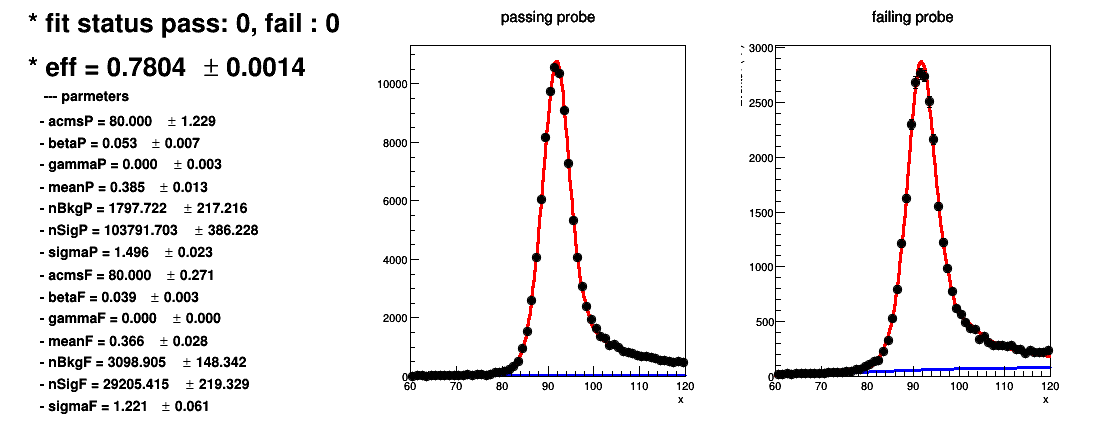 * fit status pass: 0, fail : 0
* eff = 0.7804 ± 0.0014
--- parmeters
- acmsP = 80.000 ± 1.229
- betaP = 0.053 ± 0.007
- gammaP = 0.000 ± 0.003
- meanP = 0.385 ± 0.013
- nBkgP = 1797.722 ± 217.216
- nSigP = 103791.703 ± 386.228
- sigmaP = 1.496 ± 0.023
- acmsF = 80.000 ± 0.271
- betaF = 0.039 ± 0.003
- gammaF = 0.000 ± 0.000
- meanF = 0.366 ± 0.028
- nBkgF = 3098.905 ± 148.342
- nSigF = 29205.415 ± 219.329
- sigmaF = 1.221 ± 0.061
passing probe
10000
8000
6000
4000
2000
0
60 70 80 90 100 110 120
x
failing probe
3000
2500
2000
1500
1000
500
0
60 70 80 90 100 110 120
x